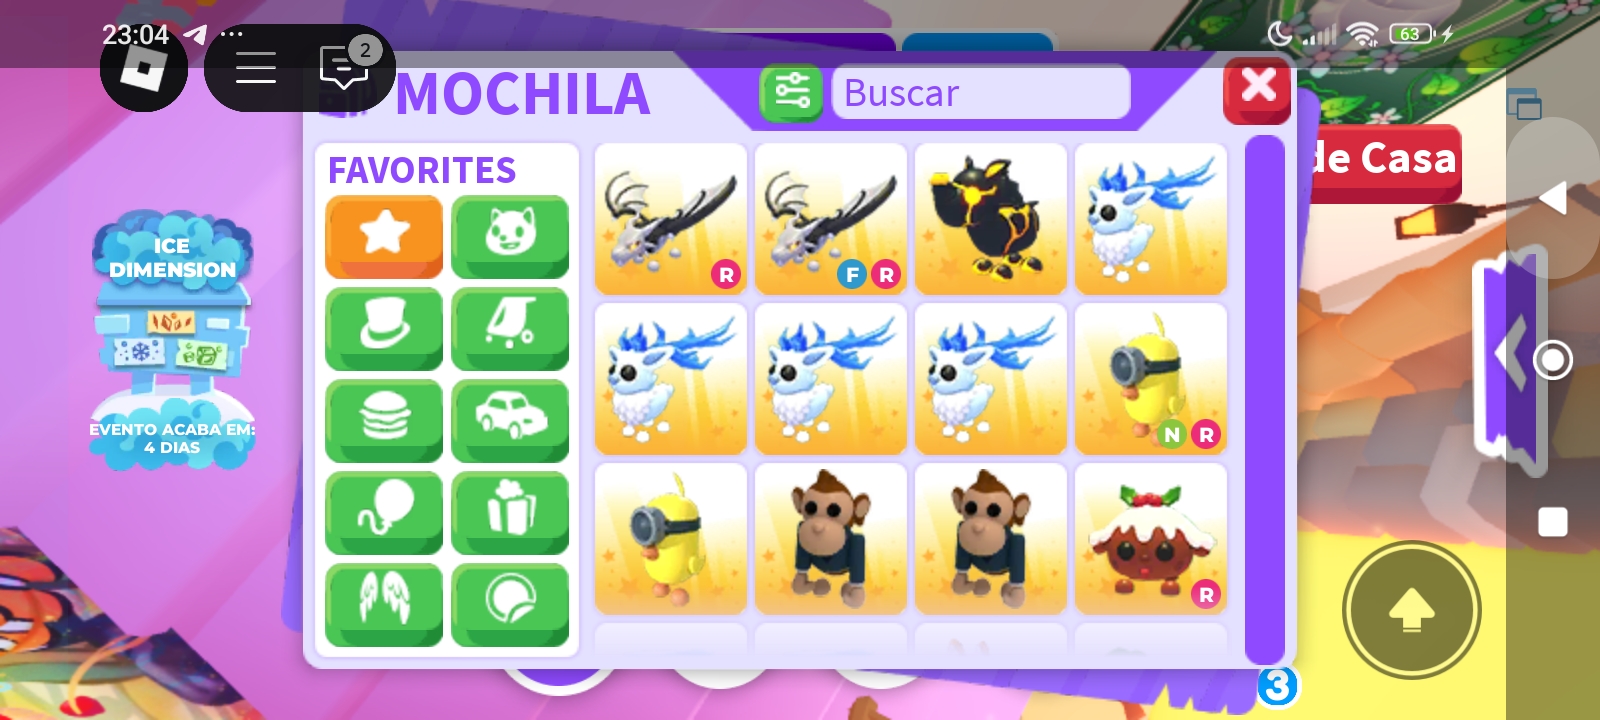 23:04
63
2
MOCHILA
Buscar
de Casa
FAVORITES
ICE
DIMENSION
EVENTO ACABA EM:
4 DIAS
R
F R
N R
R
3